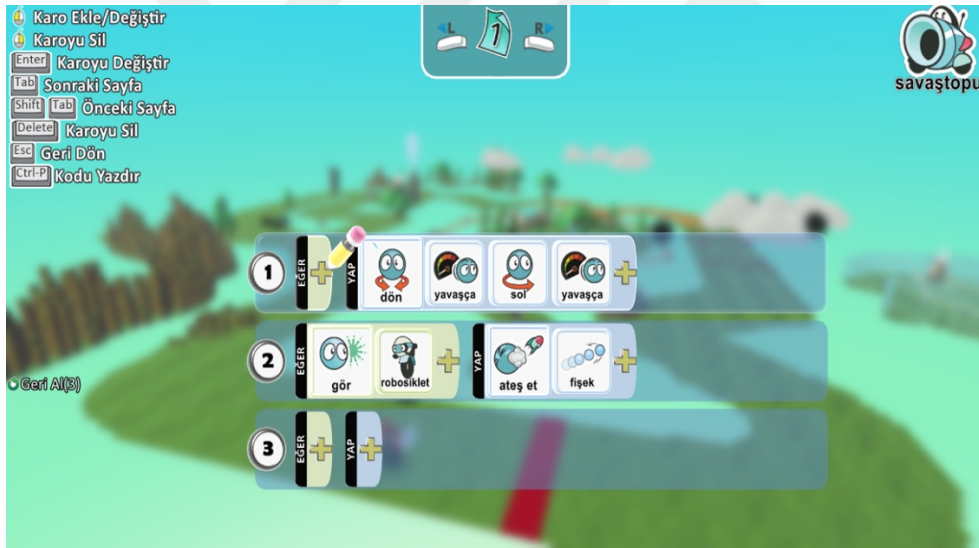 Karo Ekle/Değiştir
Karoyu Sil
Enter Karoyu Değiştir
Tab Sonraki Sayfa
Shift Tab Önceki Sayfa
Delete Karoyu Sil
Esc Geri Dön
Ctrl-P Kodu Yazdır
L 1 R
savaştopu
1 EĞER YAP dön yavaşça sol yavaşça
2 EĞER gör robosiklet YAP ateş et fişek
Geri Al(3)
3 EĞER YAP